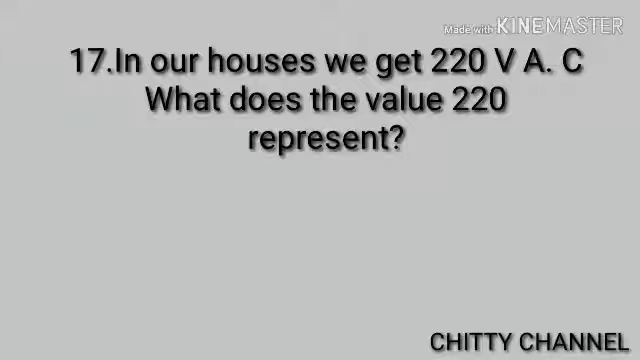 Made with KINEMASTER
17.In our houses we get 220 V A. C
What does the value 220
represent?
CHITTY CHANNEL